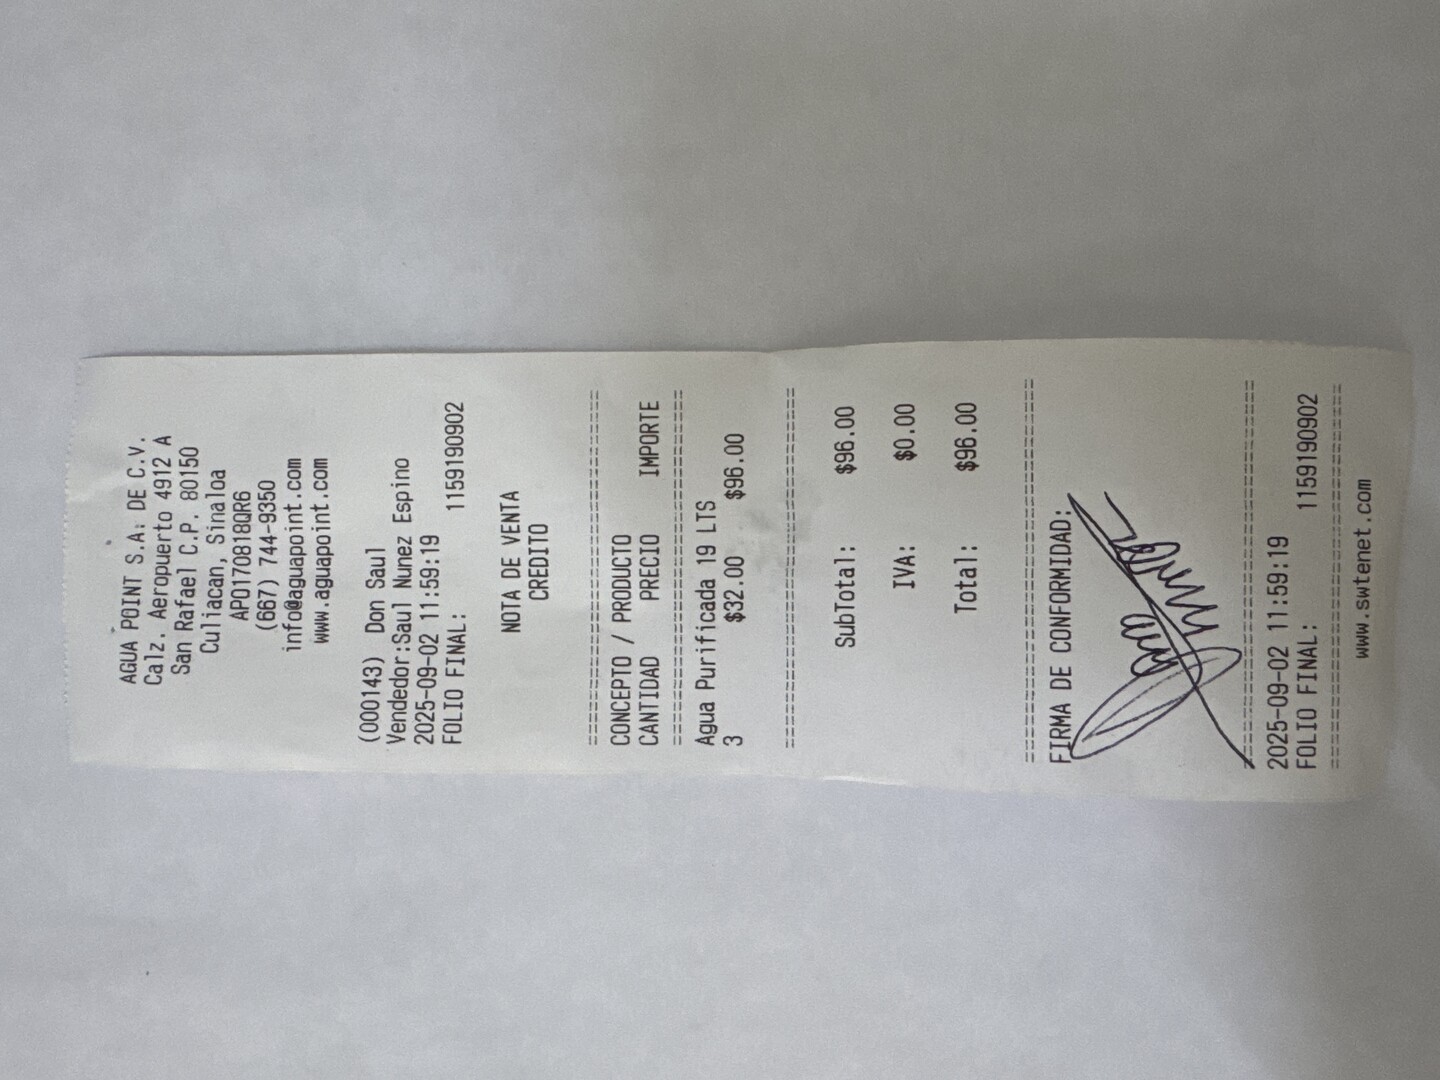 AGUA POINT S.A. DE C.V.
Calz. Aeropuerto 4912 A
San Rafael C.P. 80150
Culiacan, Sinaloa
APO170818QR6
(667) 744-9350
info@aguapoint.com
www.aguapoint.com
(000143) Don Saul
Vendedor:Saul Nunez Espino
2025-09-02 11:59:19
FOLIO FINAL: 1159190902
NOTA DE VENTA
CREDITO
==========================
CONCEPTO / PRODUCTO
CANTIDAD PRECIO IMPORTE
==========================
Agua Purificada 19 LTS
3 $32.00 $96.00
==========================
SubTotal: $96.00
IVA: $0.00
Total: $96.00
============================
FIRMA DE CONFORMIDAD:
============================
2025-09-02 11:59:19
FOLIO FINAL: 1159190902
============================
www.swtenet.com